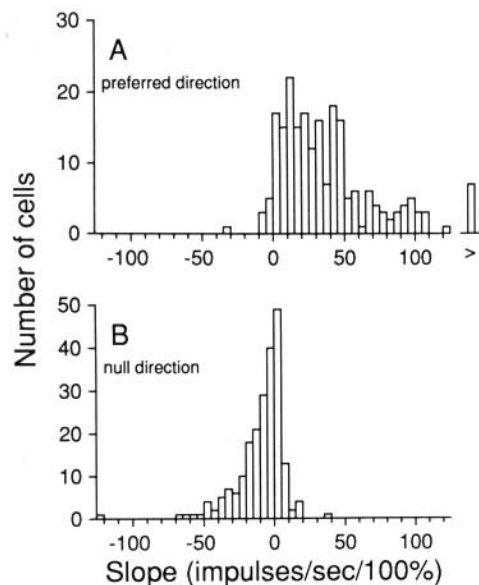 30
A
preferred direction
20
10
0
-100 -50 0 50 100 >
Number of cells
50
B
null direction
40
30
20
10
0
-100 -50 0 50 100
Slope (impulses/sec/100%)